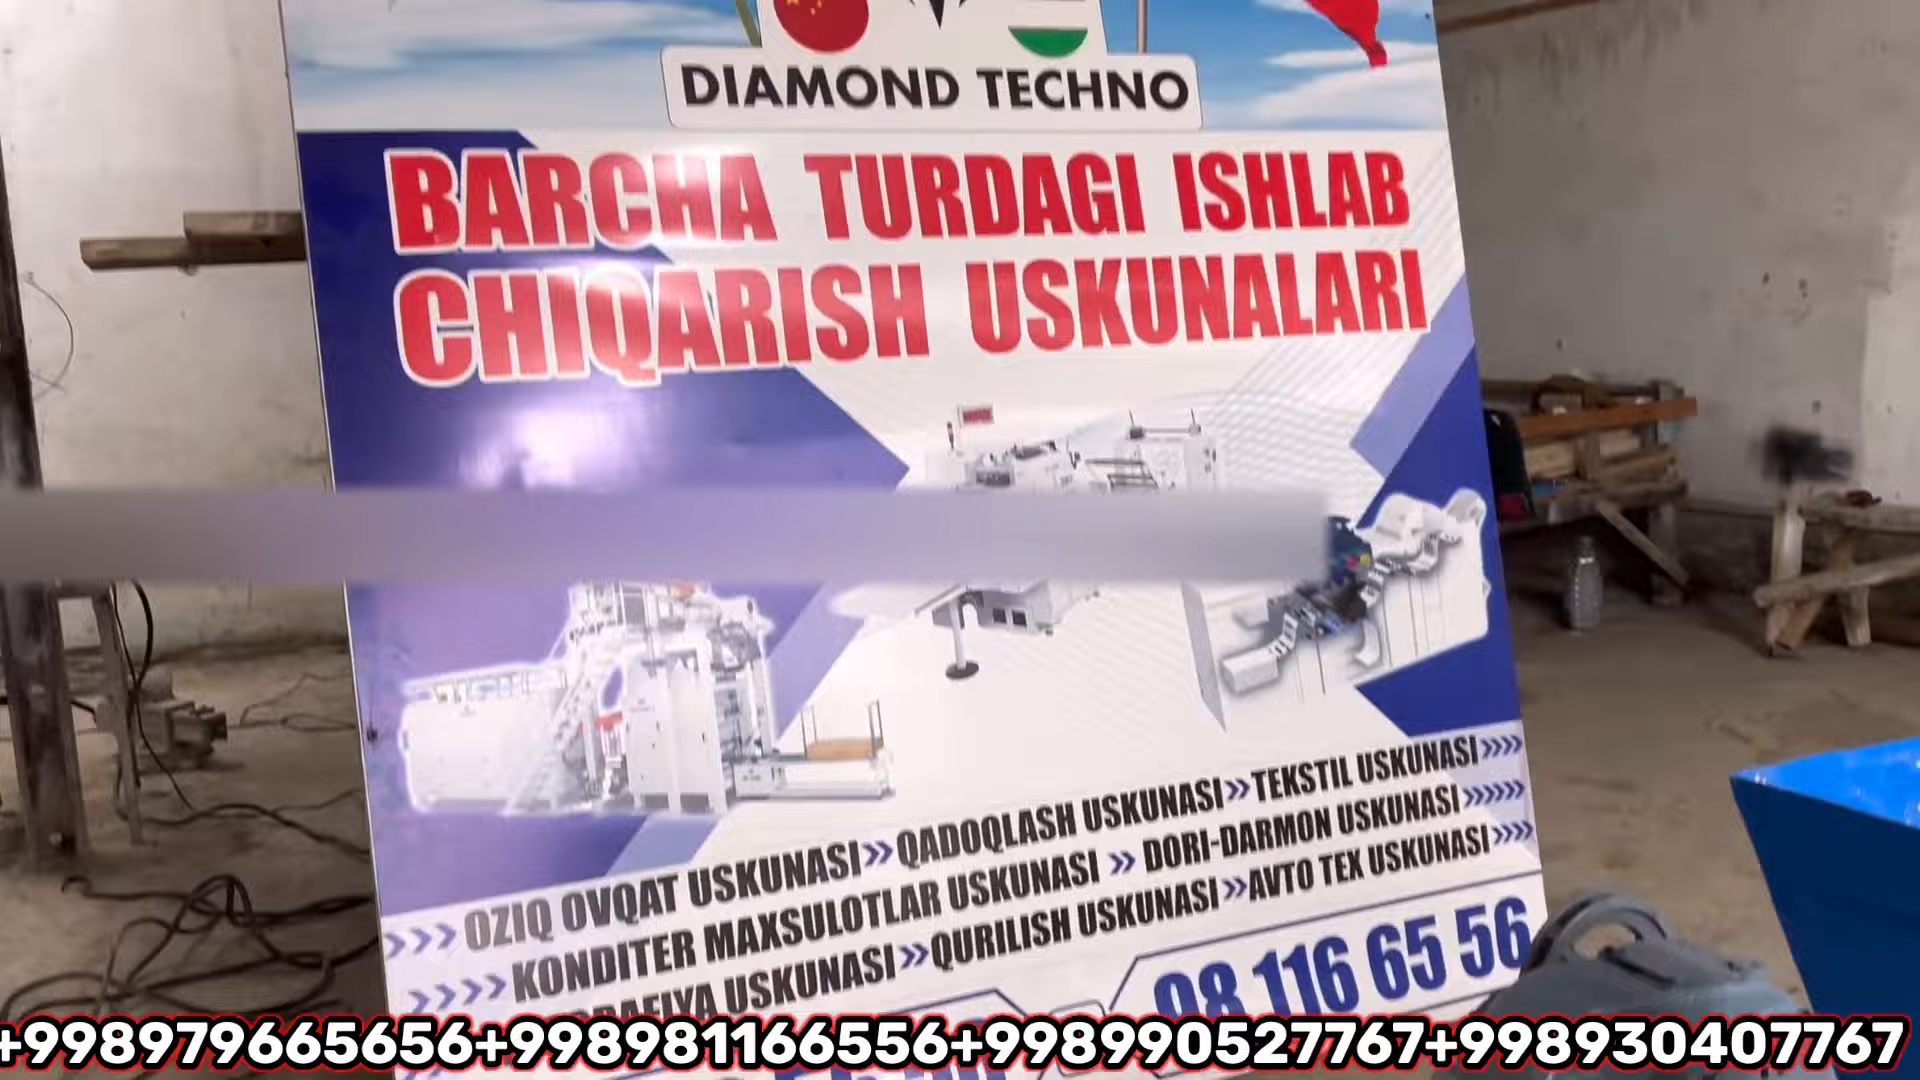 DIAMOND TECHNO
BARCHA TURDAGI ISHLAB
CHIQARISH USKUNALARI
OZIQ OVQAT USKUNASI>>QADOQLASH USKUNASI>>TEKSTIL USKUNASI>>>>
>>>> KONDITER MAXSULOTLAR USKUNASI >> DORI-DARMON USKUNASI>>>>>>
USKUNASI>>QURILISH USKUNASI>>AVTO TEX USKUNASI>>>>
98 116 65 56
+998979665656+998981166556+998990527767+998930407767